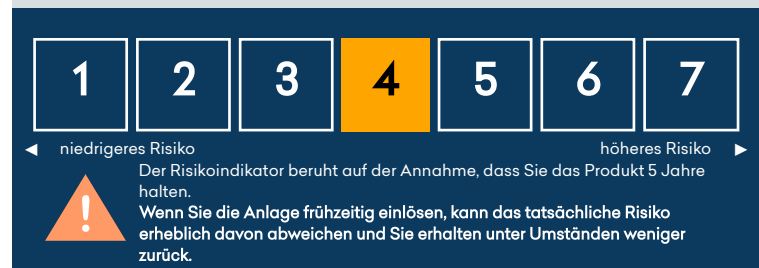 1 2 3 4 5 6 7
◄ niedrigeres Risiko höheres Risiko ►
Der Risikoindikator beruht auf der Annahme, dass Sie das Produkt 5 Jahre
halten.
!
Wenn Sie die Anlage frühzeitig einlösen, kann das tatsächliche Risiko
erheblich davon abweichen und Sie erhalten unter Umständen weniger
zurück.